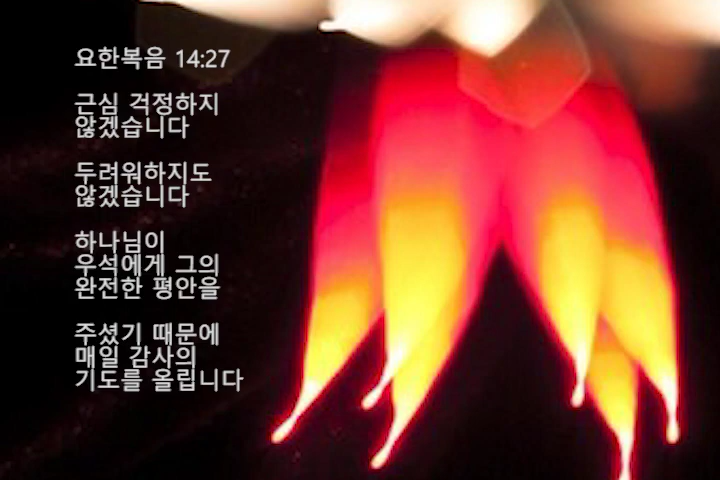 요한복음 14:27
근심 걱정하지
않겠습니다
두려워하지도
않겠습니다
하나님이
우석에게 그의
완전한 평안을
주셨기 때문에
매일 감사의
기도를 올립니다